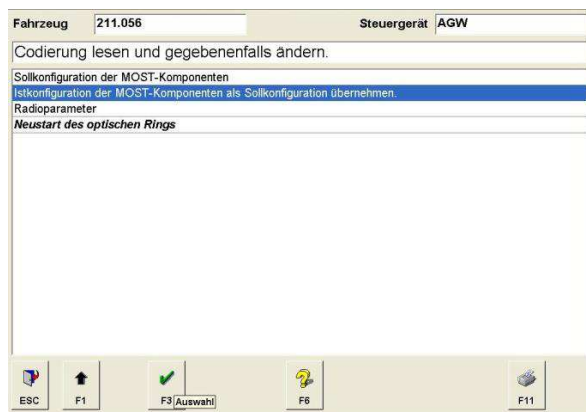 Fahrzeug 211.056 Steuergerät AGW
Codierung lesen und gegebenenfalls ändern.
Sollkonfiguration der MOST-Komponenten
Istkonfiguration der MOST-Komponenten als Sollkonfiguration übernehmen.
Radioparameter
Neustart des optischen Rings
ESC F1 F3 Auswahl F6 F11